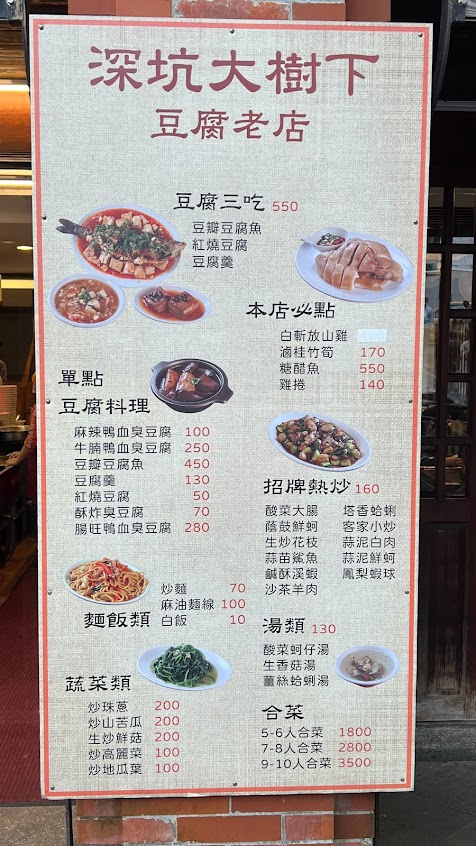 深坑大樹下
豆腐老店
豆腐三吃 550
豆瓣豆腐魚
紅燒豆腐
豆腐羹
本店必點
白斬放山雞
滷桂竹筍 170
糖醋魚 550
雞捲 140
單點
豆腐料理
麻辣鴨血臭豆腐 100
牛腩鴨血臭豆腐 250
豆瓣豆腐魚 450
豆腐羹 130
紅燒豆腐 50
酥炸臭豆腐 70
腸旺鴨血臭豆腐 280
招牌熱炒 160
酸菜大腸 塔香蛤蜊
蔭鼓鮮蚵 客家小炒
生炒花枝 蒜泥白肉
蒜苗鯊魚 蒜泥鮮蚵
鹹酥溪蝦 鳳梨蝦球
沙茶羊肉
炒麵 70
麻油麵線 100
麵飯類 白飯 10
湯類 130
酸菜蚵仔湯
生香菇湯
薑絲蛤蜊湯
蔬菜類
炒珠蔥 200
炒山苦瓜 200
生炒鮮菇 200
炒高麗菜 100
炒地瓜葉 100
合菜
5-6人合菜 1800
7-8人合菜 2800
9-10人合菜 3500